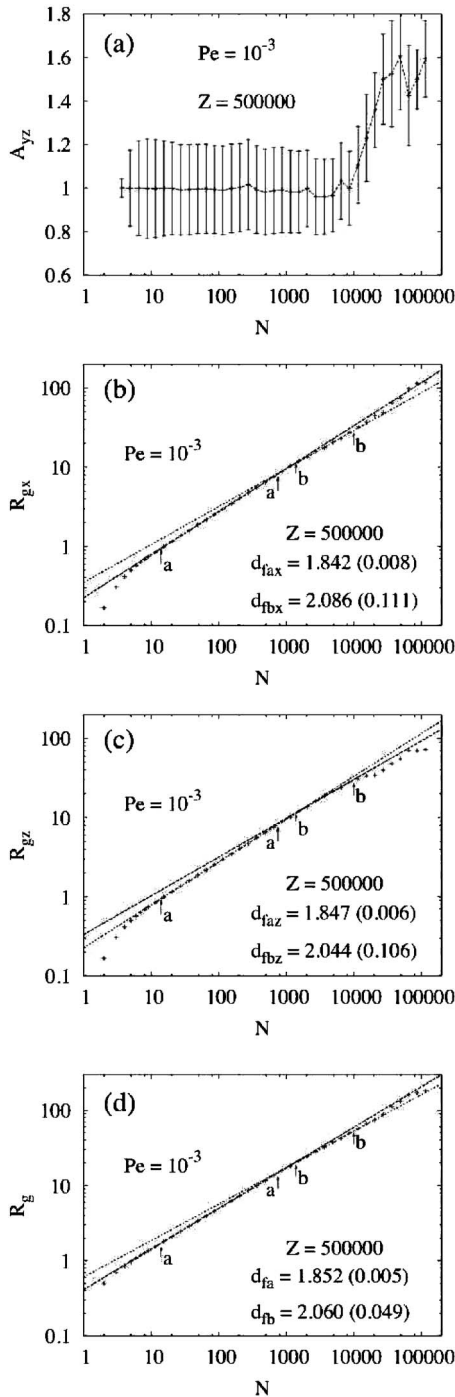 (a)
Pe = 10⁻³
Z = 500000
A_yz
1.8
1.6
1.4
1.2
1
0.8
0.6
1 10 100 1000 10000 100000
N
(b)
Pe = 10⁻³
R_gx
100
10
1
0.1
a
a
b
b
Z = 500000
d_fax = 1.842 (0.008)
d_fbx = 2.086 (0.111)
1 10 100 1000 10000 100000
N
(c)
Pe = 10⁻³
R_gz
100
10
1
0.1
a
a
b
b
Z = 500000
d_faz = 1.847 (0.006)
d_fbz = 2.044 (0.106)
1 10 100 1000 10000 100000
N
(d)
Pe = 10⁻³
R_g
100
10
1
0.1
a
a
b
b
Z = 500000
d_fa = 1.852 (0.005)
d_fb = 2.060 (0.049)
1 10 100 1000 10000 100000
N